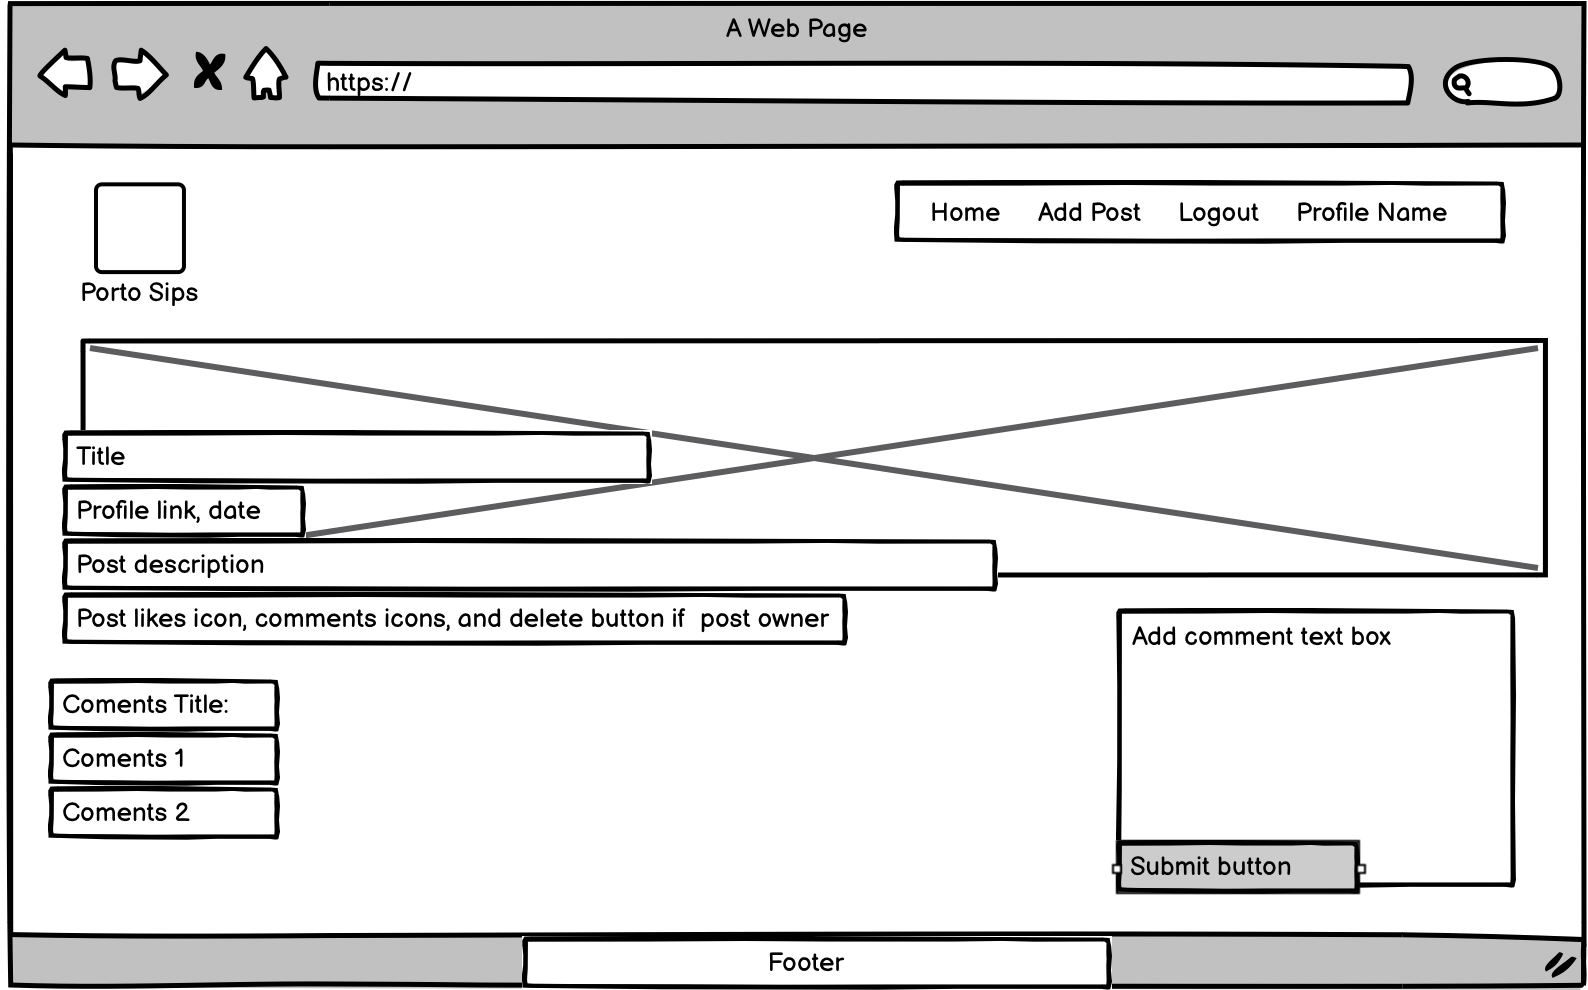 A Web Page
https://
Home Add Post Logout Profile Name
Porto Sips
Title
Profile link, date
Post description
Post likes icon, comments icons, and delete button if  post owner
Add comment text box
Coments Title:
Coments 1
Coments 2
Submit button
Footer